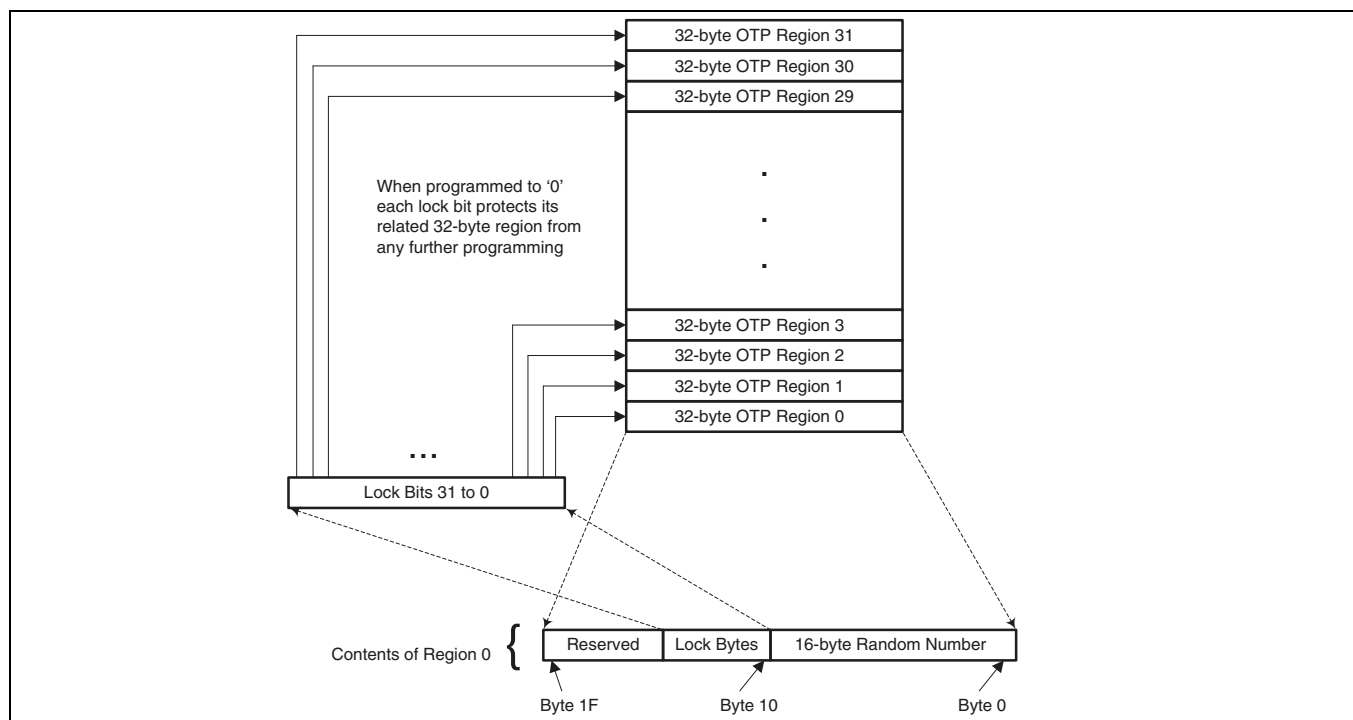 32-byte OTP Region 31
32-byte OTP Region 30
32-byte OTP Region 29
When programmed to ‘0’
each lock bit protects its
related 32-byte region from
any further programming
.
.
.
32-byte OTP Region 3
32-byte OTP Region 2
32-byte OTP Region 1
32-byte OTP Region 0
...
Lock Bits 31 to 0
Contents of Region 0 {
Reserved
Lock Bytes
16-byte Random Number
Byte 1F
Byte 10
Byte 0